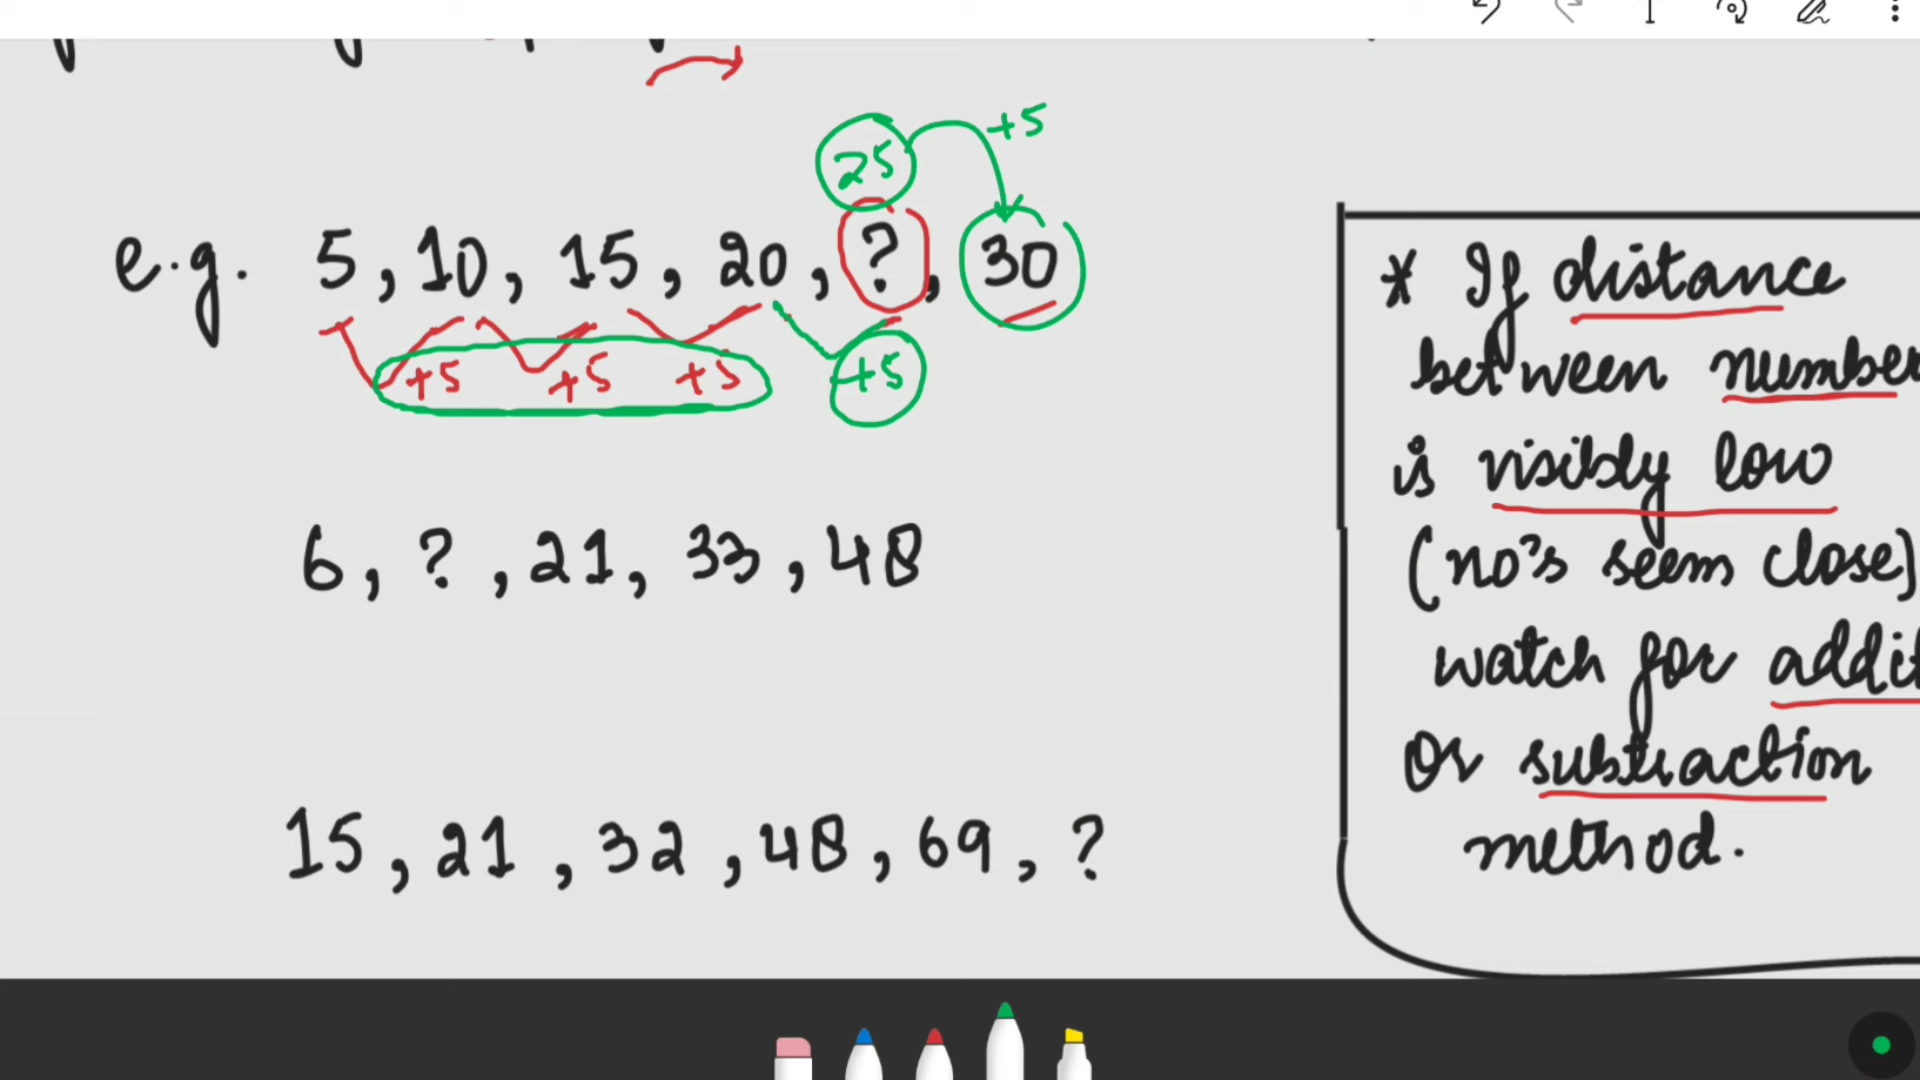 25 +5
e.g. 5, 10, 15, 20, ?, 30
+5 +5 +5 +5
6, ?, 21, 33, 48
15, 21, 32, 48, 69, ?
* If distance
between number
is visibly low
(no's seem close)
watch for addit
or subtraction
method.